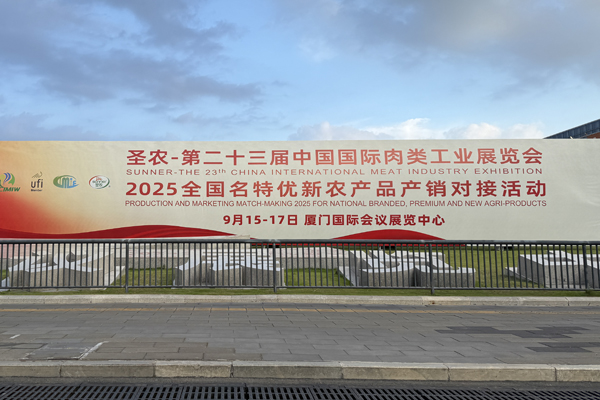 圣农-第二十三届中国国际肉类工业展览会
SUNNER-THE 23th CHINA INTERNATIONAL MEAT INDUSTRY EXHIBITION
2025全国名特优新农产品产销对接活动
PRODUCTION AND MARKETING MATCH-MAKING 2025 FOR NATIONAL BRANDED, PREMIUM AND NEW AGRI-PRODUCTS
9月15-17日 厦门国际会议展览中心
JMIW
ufi